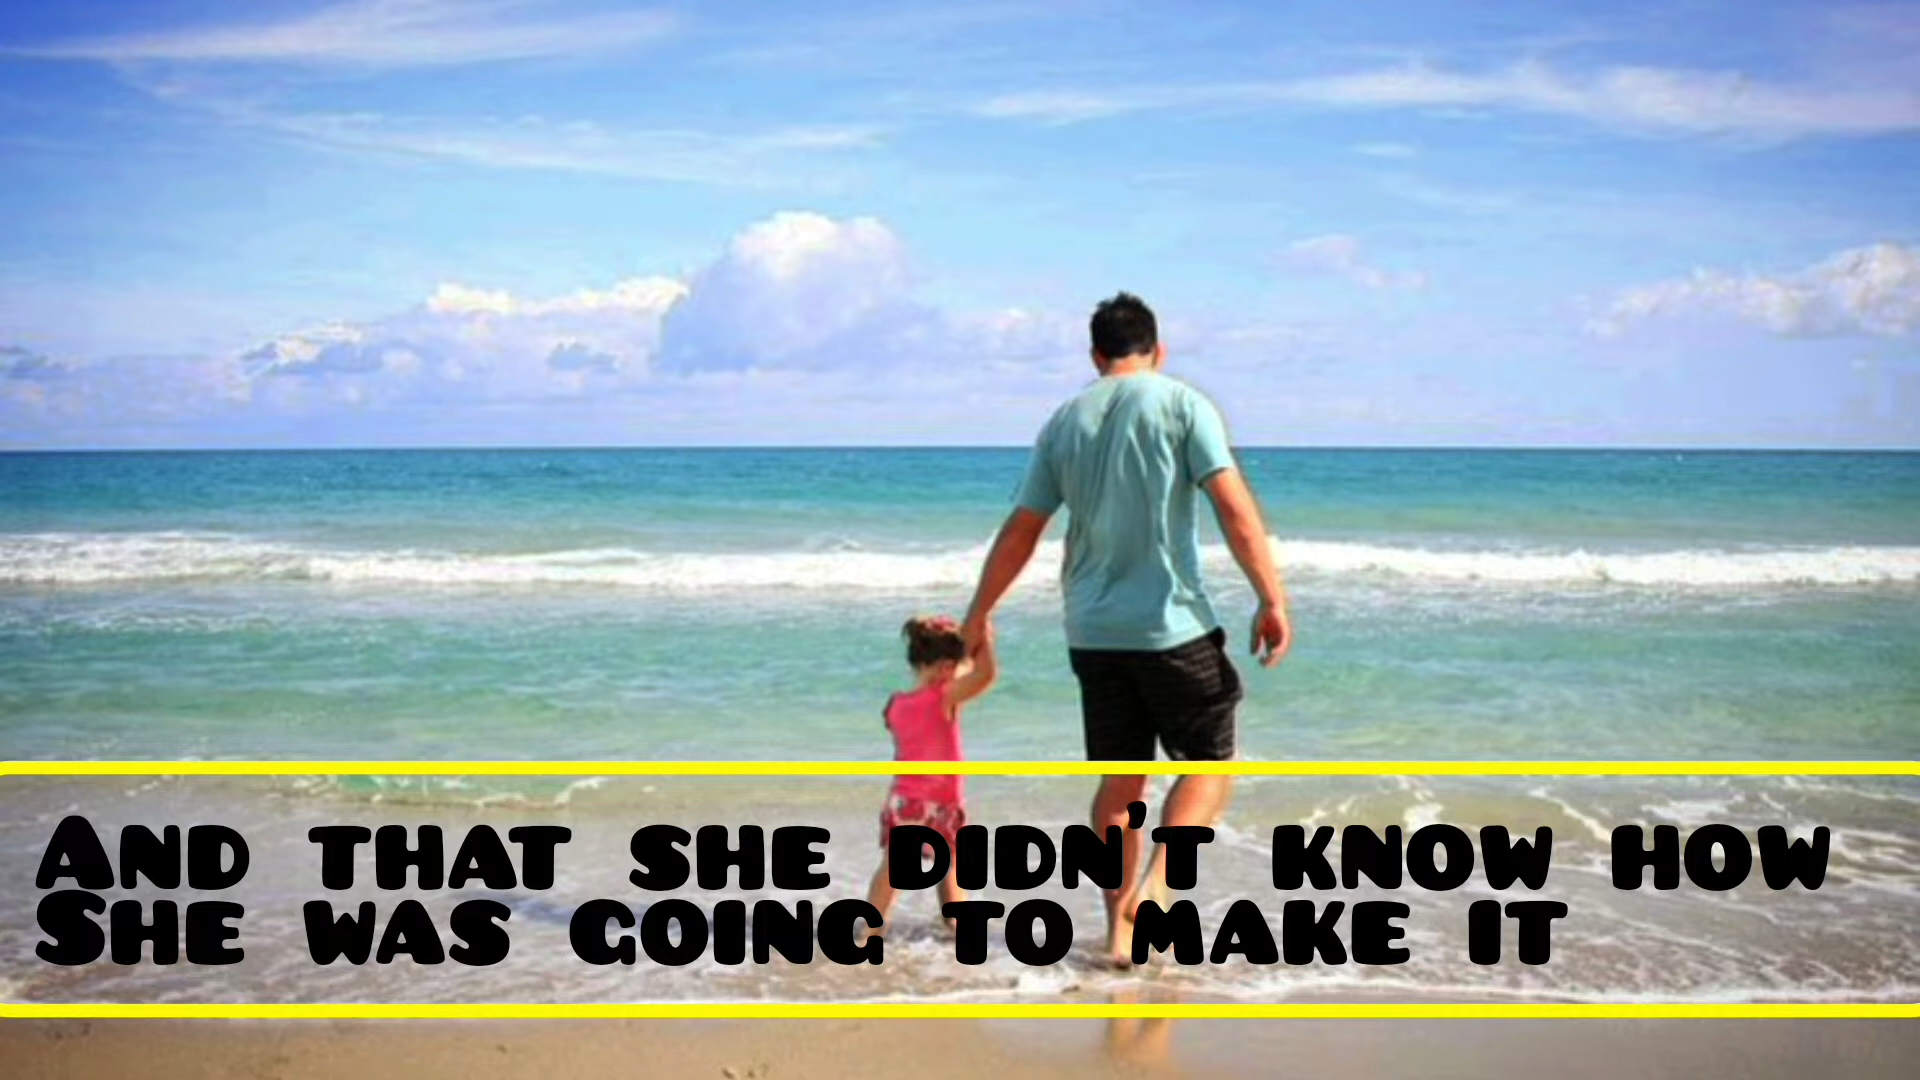 And that she didn't know how
She was going to make it